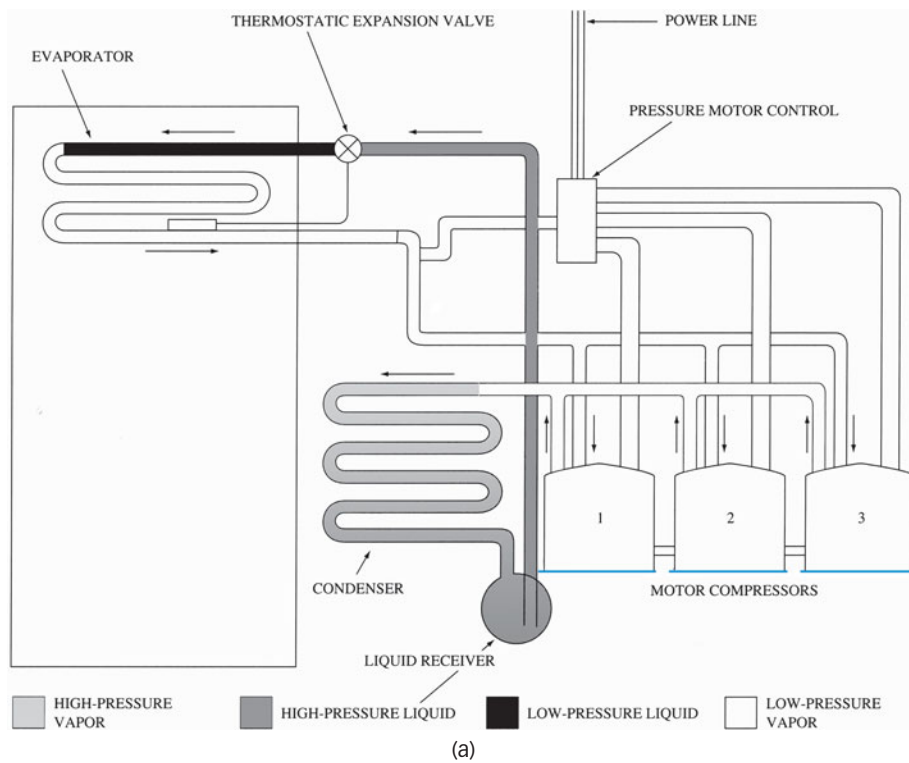 THERMOSTATIC EXPANSION VALVE
POWER LINE
EVAPORATOR
PRESSURE MOTOR CONTROL
1
2
3
CONDENSER
MOTOR COMPRESSORS
LIQUID RECEIVER
HIGH-PRESSURE
VAPOR
HIGH-PRESSURE LIQUID
LOW-PRESSURE LIQUID
LOW-PRESSURE
VAPOR
(a)